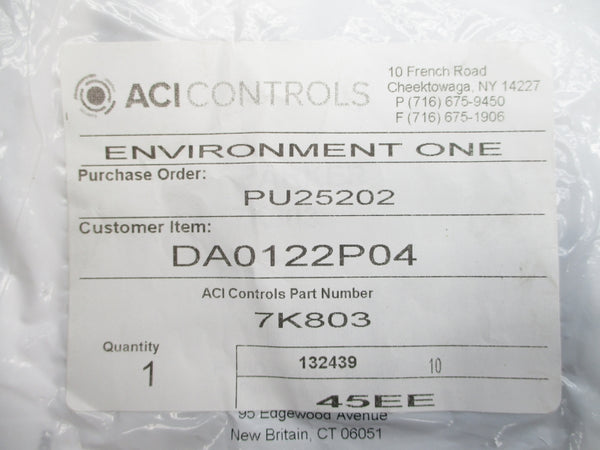 ACI CONTROLS
10 French Road
Cheektowaga, NY 14227
P (716) 675-9450
F (716) 675-1906
ENVIRONMENT ONE
Purchase Order:
PU25202
Customer Item:
DA0122P04
ACI Controls Part Number
7K803
Quantity
1
132439 10
45EE
95 Edgewood Avenue
New Britain, CT 06051